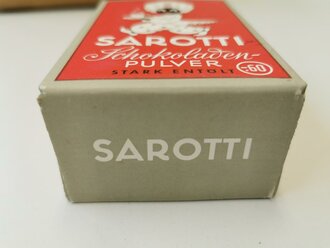 SAROTTI
Schokoladen-
PULVER
STARK ENTÖLT
-60
SAROTTI